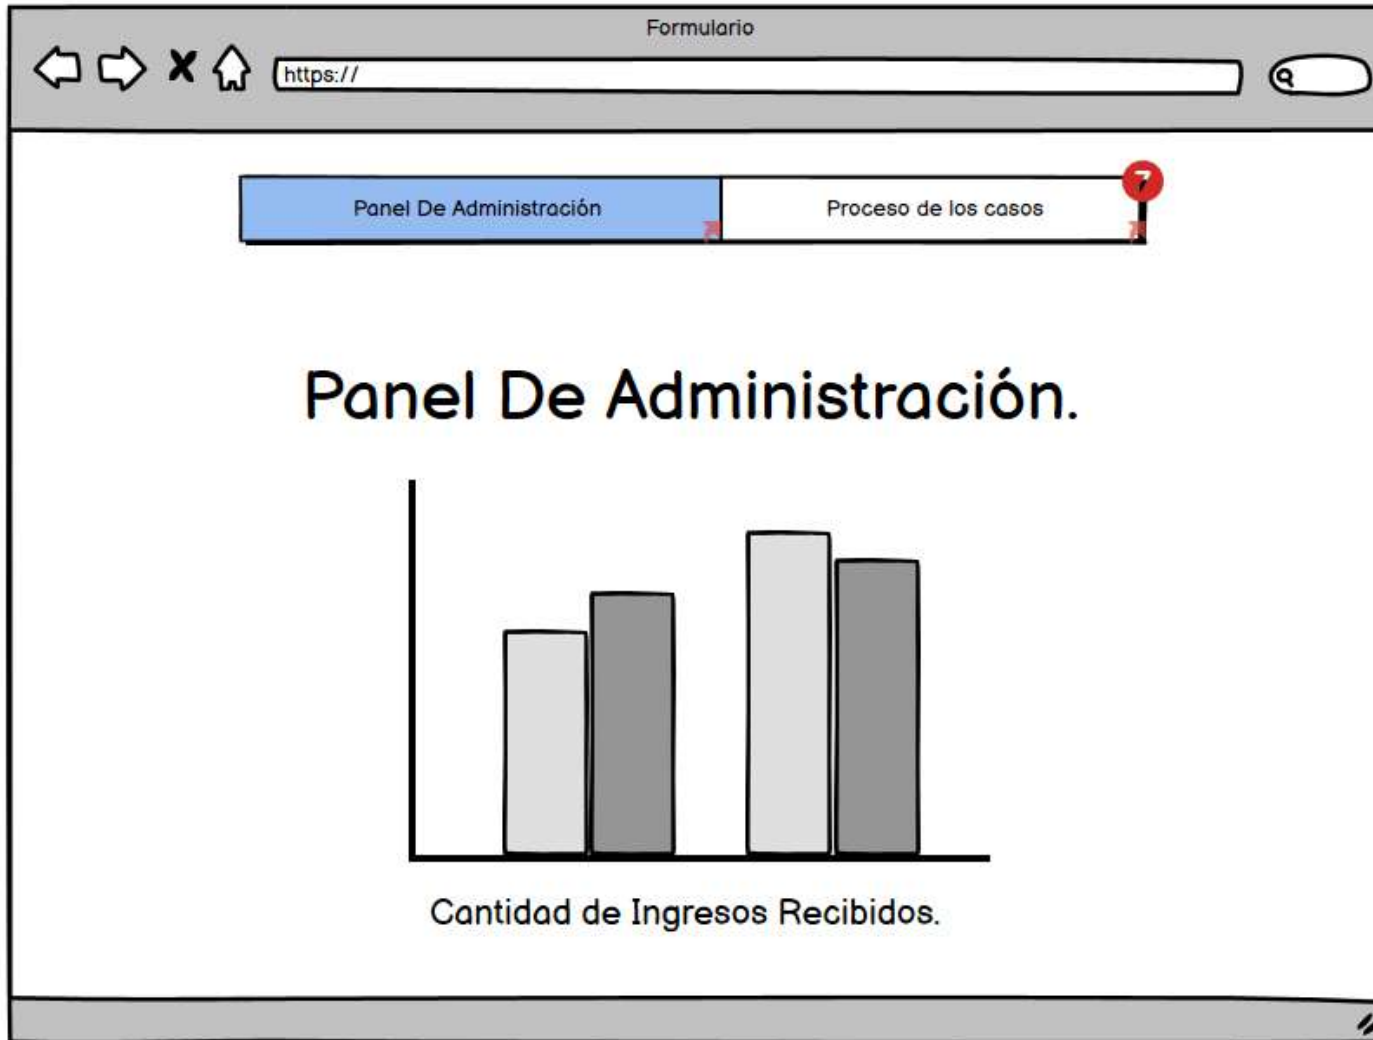 Formulario
https://
Panel De Administración
Proceso de los casos
7
Panel De Administración.
Cantidad de Ingresos Recibidos.